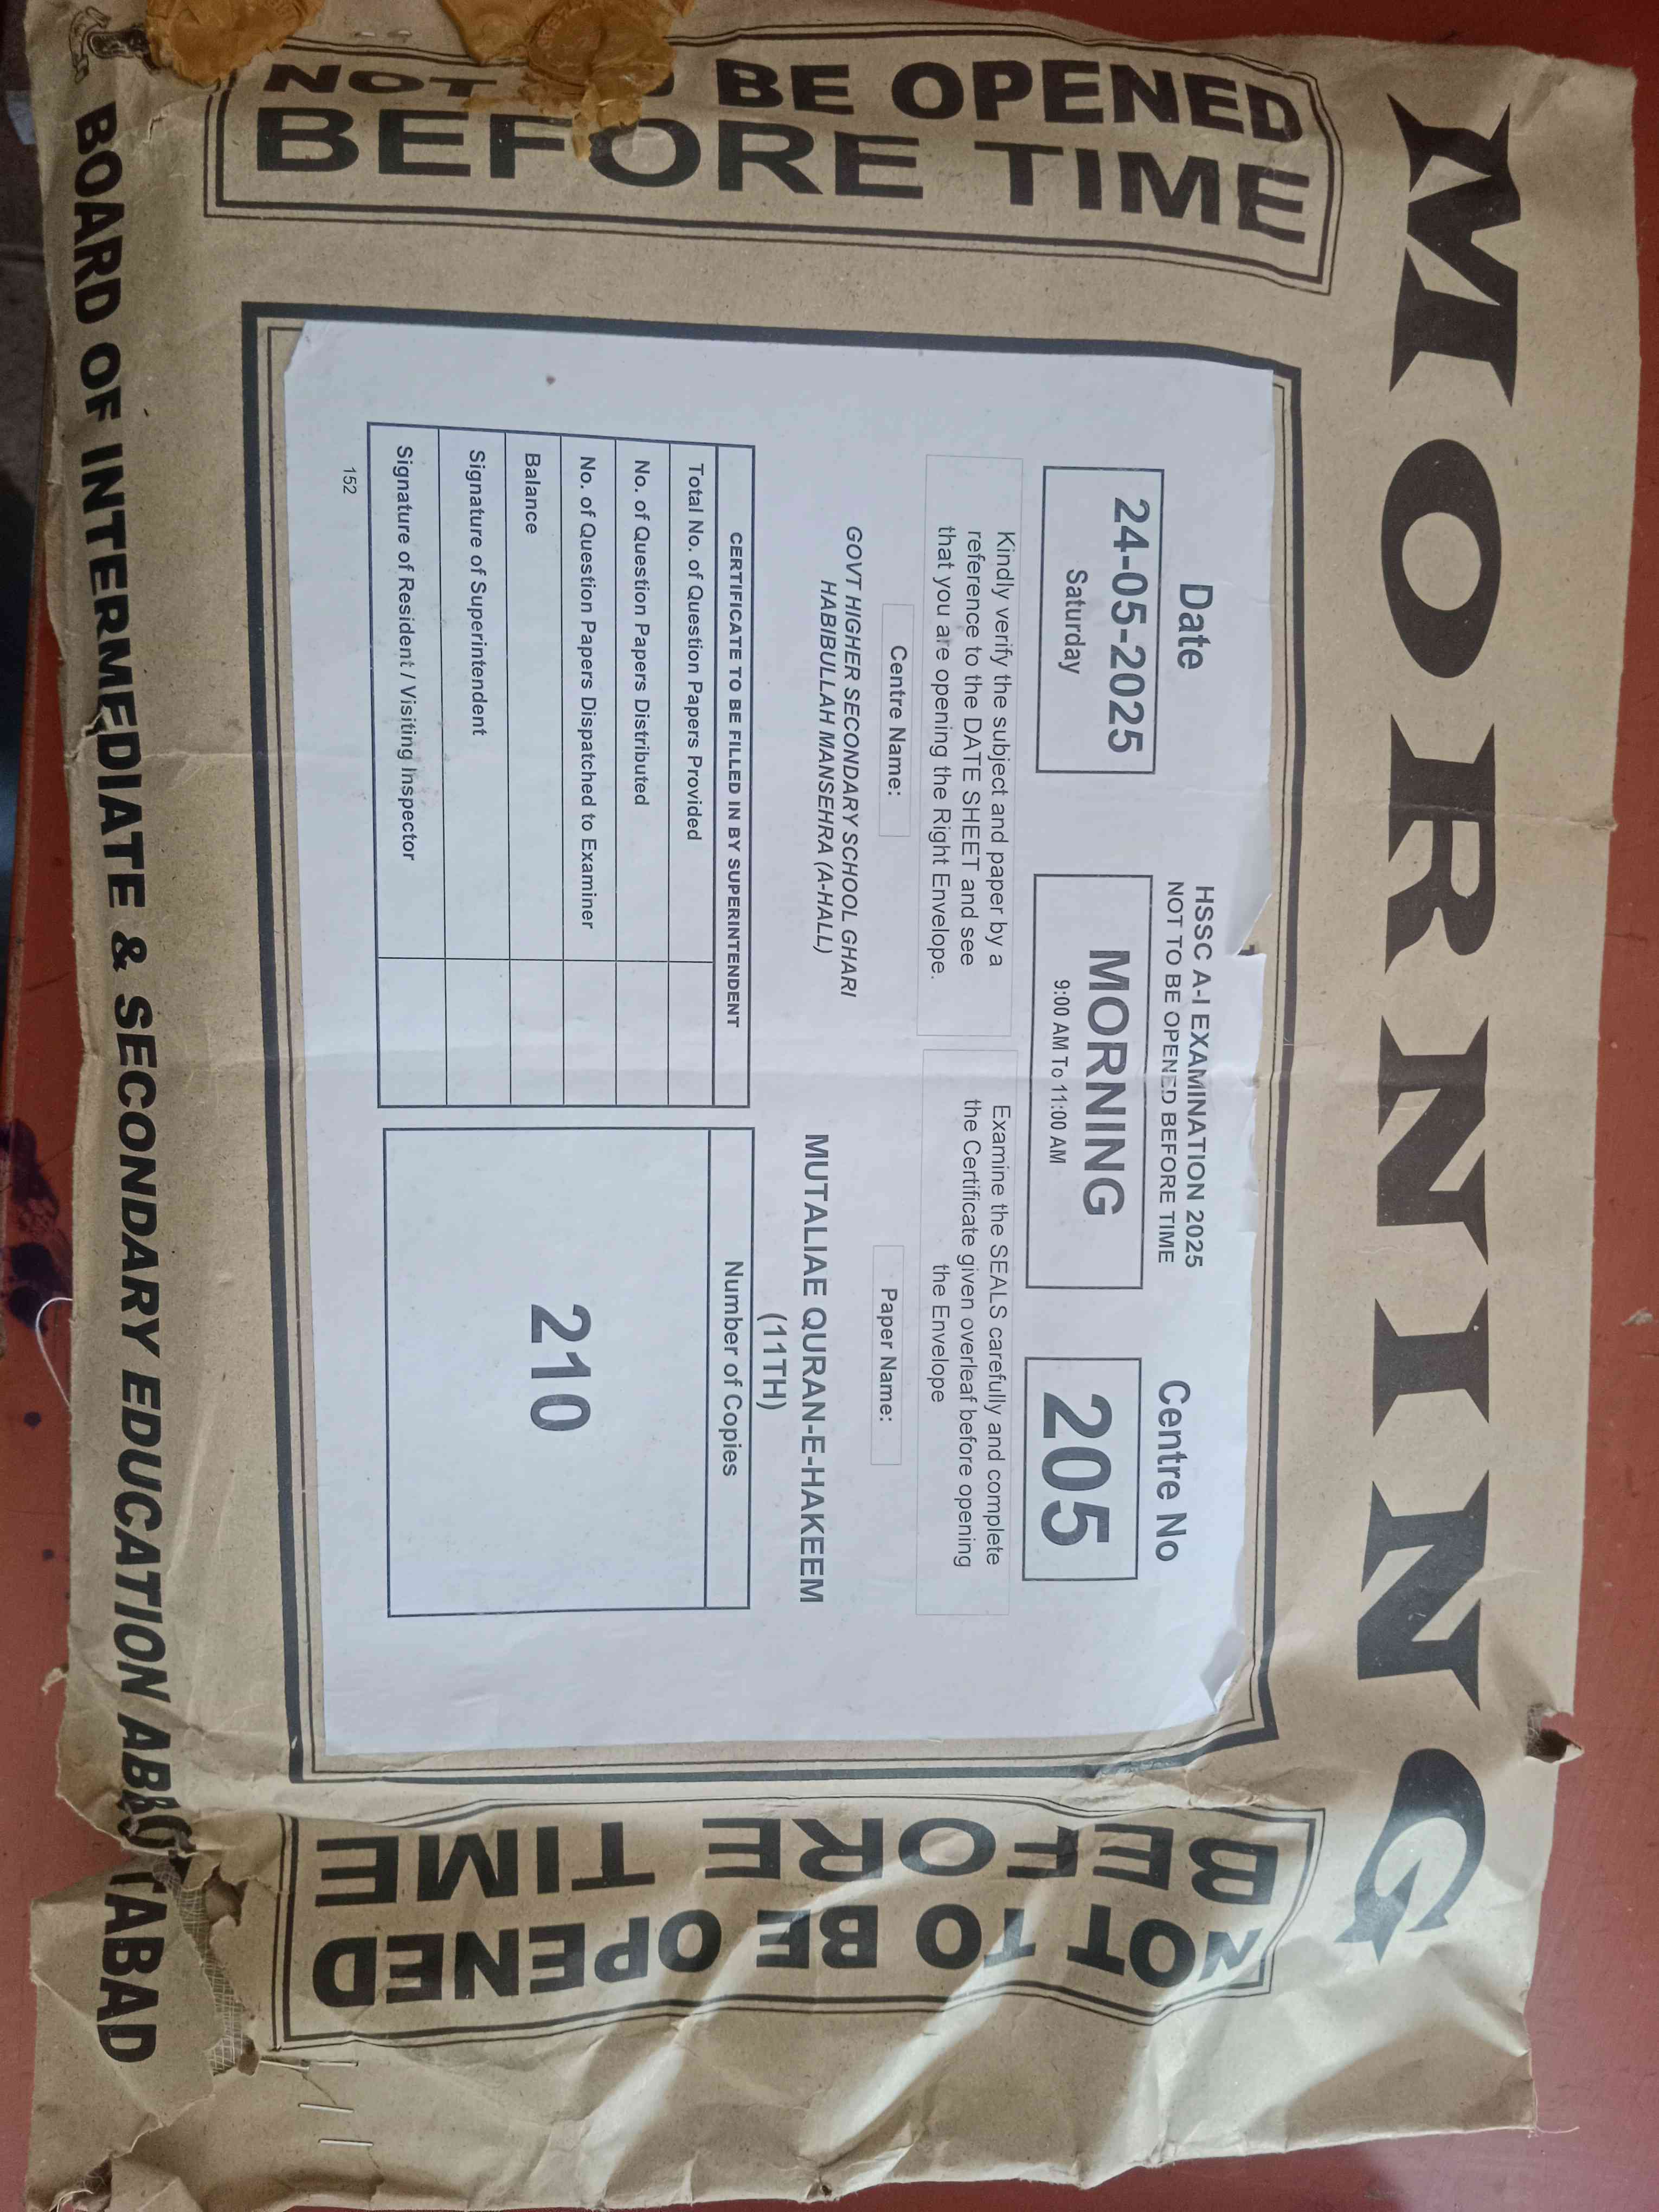 MORNING
NOT TO BE OPENED
BEFORE TIME
Date
24-05-2025
Saturday
HSSC A-I EXAMINATION 2025
NOT TO BE OPENED BEFORE TIME
MORNING
9:00 AM To 11:00 AM
Centre No
205
Kindly verify the subject and paper by a
reference to the DATE SHEET and see
that you are opening the Right Envelope.
Examine the SEALS carefully and complete
the Certificate given overleaf before opening
the Envelope
Centre Name:
GOVT HIGHER SECONDARY SCHOOL GHARI
HABIBULLAH MANSEHRA (A-HALL)
Paper Name:
MUTALIAE QURAN-E-HAKEEM
(11TH)
CERTIFICATE TO BE FILLED IN BY SUPERINTENDENT
Total No. of Question Papers Provided
No. of Question Papers Distributed
No. of Question Papers Dispatched to Examiner
Balance
Signature of Superintendent
Signature of Resident / Visiting Inspector
Number of Copies
210
152
NOT TO BE OPENED
BEFORE TIME
BOARD OF INTERMEDIATE & SECONDARY EDUCATION ABBOTTABAD